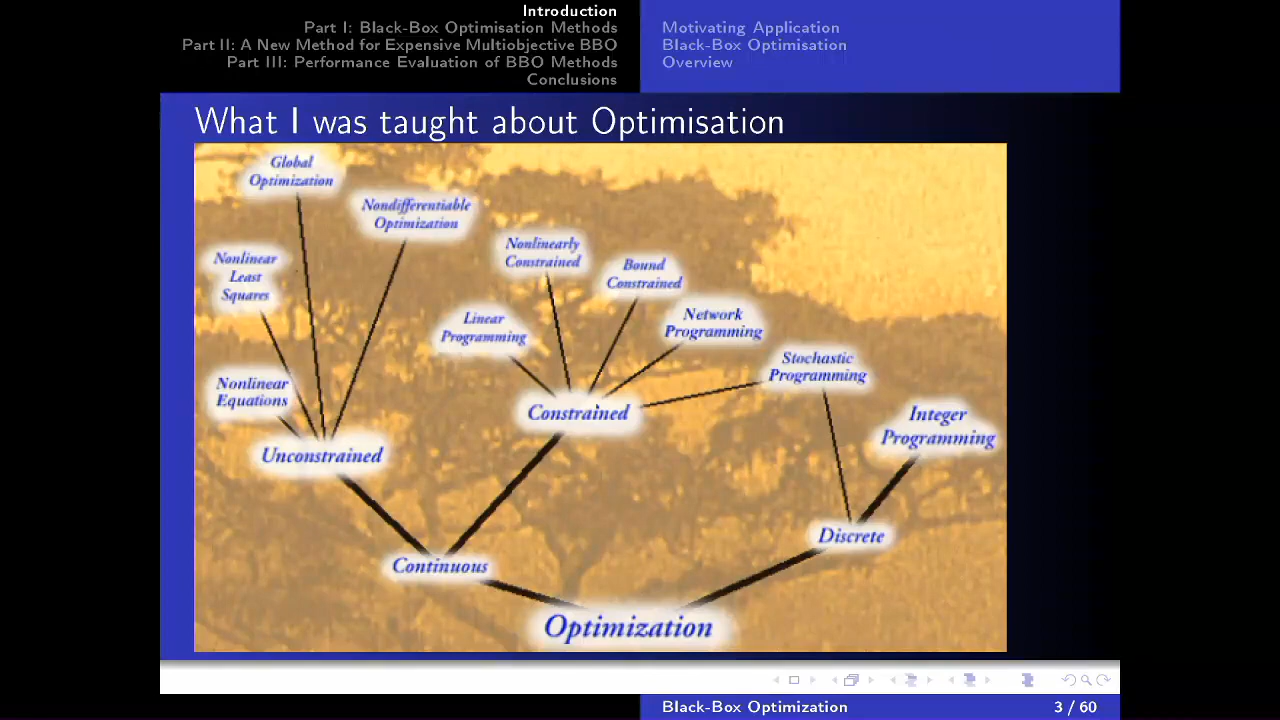 Introduction
Part I: Black-Box Optimisation Methods
Part II: A New Method for Expensive Multiobjective BBO
Part III: Performance Evaluation of BBO Methods
Conclusions
Motivating Application
Black-Box Optimisation
Overview
What I was taught about Optimisation
Global
Optimization
Nondifferentiable
Optimization
Nonlinear
Least
Squares
Nonlinearly
Constrained
Bound
Constrained
Linear
Programming
Network
Programming
Stochastic
Programming
Nonlinear
Equations
Constrained
Integer
Programming
Unconstrained
Discrete
Continuous
Optimization
Black-Box Optimization
3 / 60